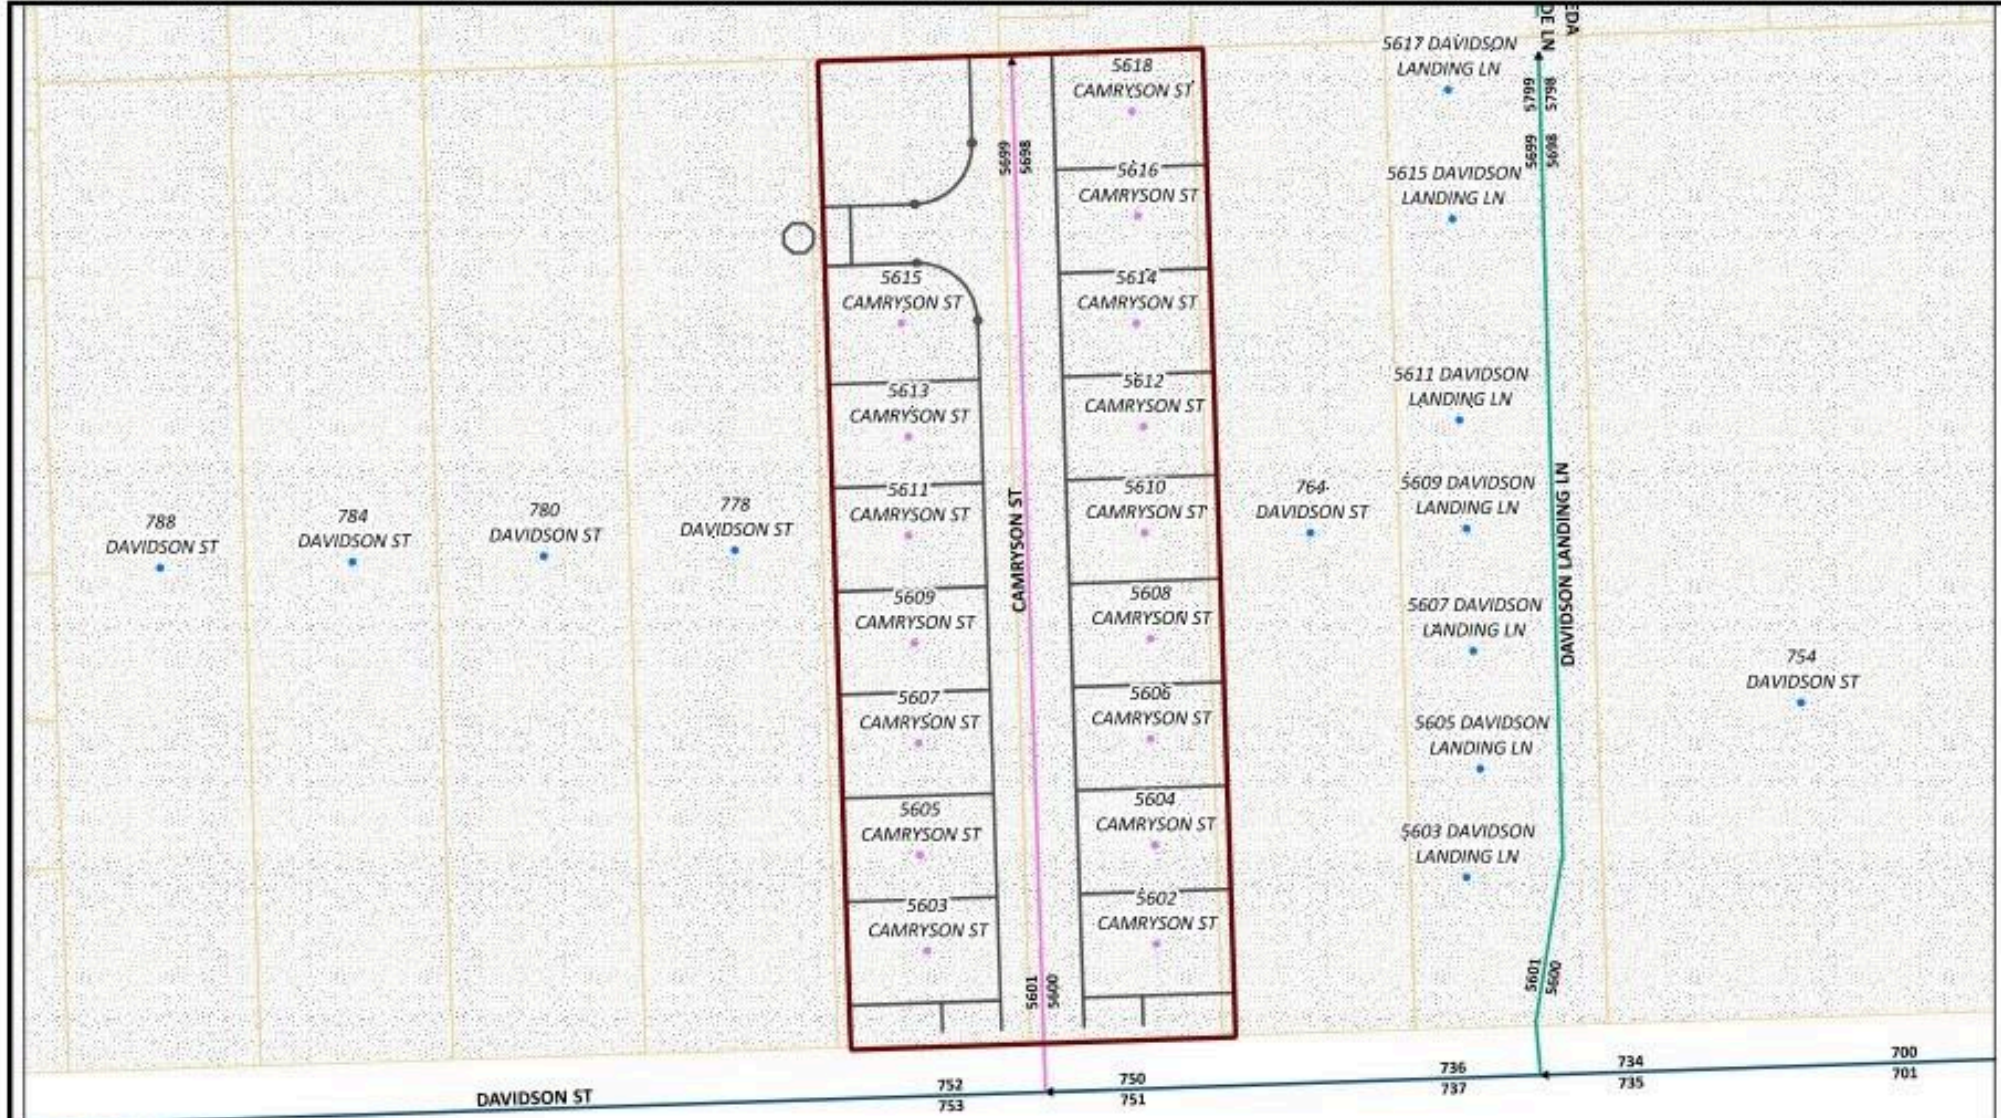 5617 DAVIDSON
LANDING LN
DE LN
EDA
5799
5798
5618
CAMRYSON ST
5699
5698
5699
5698
5616
CAMRYSON ST
5615 DAVIDSON
LANDING LN
5615
CAMRYSON ST
5614
CAMRYSON ST
5613
CAMRYSON ST
5612
CAMRYSON ST
5611 DAVIDSON
LANDING LN
788
DAVIDSON ST
784
DAVIDSON ST
780
DAVIDSON ST
778
DAVIDSON ST
5611
CAMRYSON ST
CAMRYSON ST
5610
CAMRYSON ST
764
DAVIDSON ST
5609 DAVIDSON
LANDING LN
DAVIDSON LANDING LN
5609
CAMRYSON ST
5608
CAMRYSON ST
5607 DAVIDSON
LANDING LN
754
DAVIDSON ST
5607
CAMRYSON ST
5606
CAMRYSON ST
5605 DAVIDSON
LANDING LN
5605
CAMRYSON ST
5604
CAMRYSON ST
5603 DAVIDSON
LANDING LN
5603
CAMRYSON ST
5602
CAMRYSON ST
5601
5600
5601
5600
DAVIDSON ST
752
753
750
751
736
737
734
735
700
701